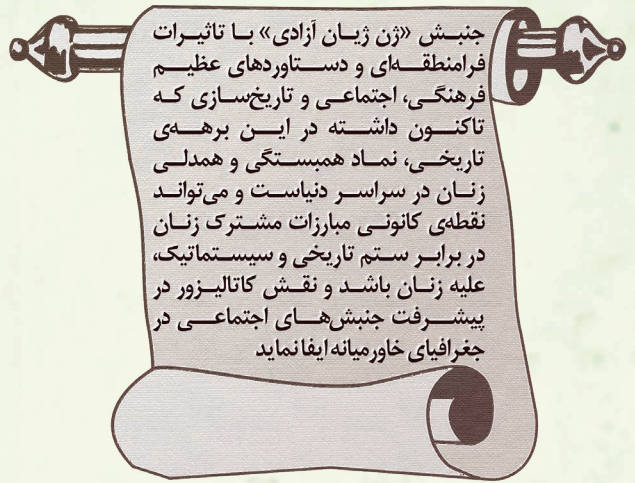 جنبش «ژن ژیان آزادی» با تاثیرات
فرامنطقه‌ای و دستاوردهای عظیم
فرهنگی، اجتماعی و تاریخ‌سازی که
تاکنون داشته در این برهه‌ی
تاریخی، نماد همبستگی و همدلی
زنان در سراسر دنیاست و می‌تواند
نقطه‌ی کانونی مبارزات مشترک زنان
در برابر ستم تاریخی و سیستماتیک،
علیه زنان باشد و نقش کاتالیزور در
پیشرفت جنبش‌های اجتماعی در
جغرافیای خاورمیانه ایفا نماید